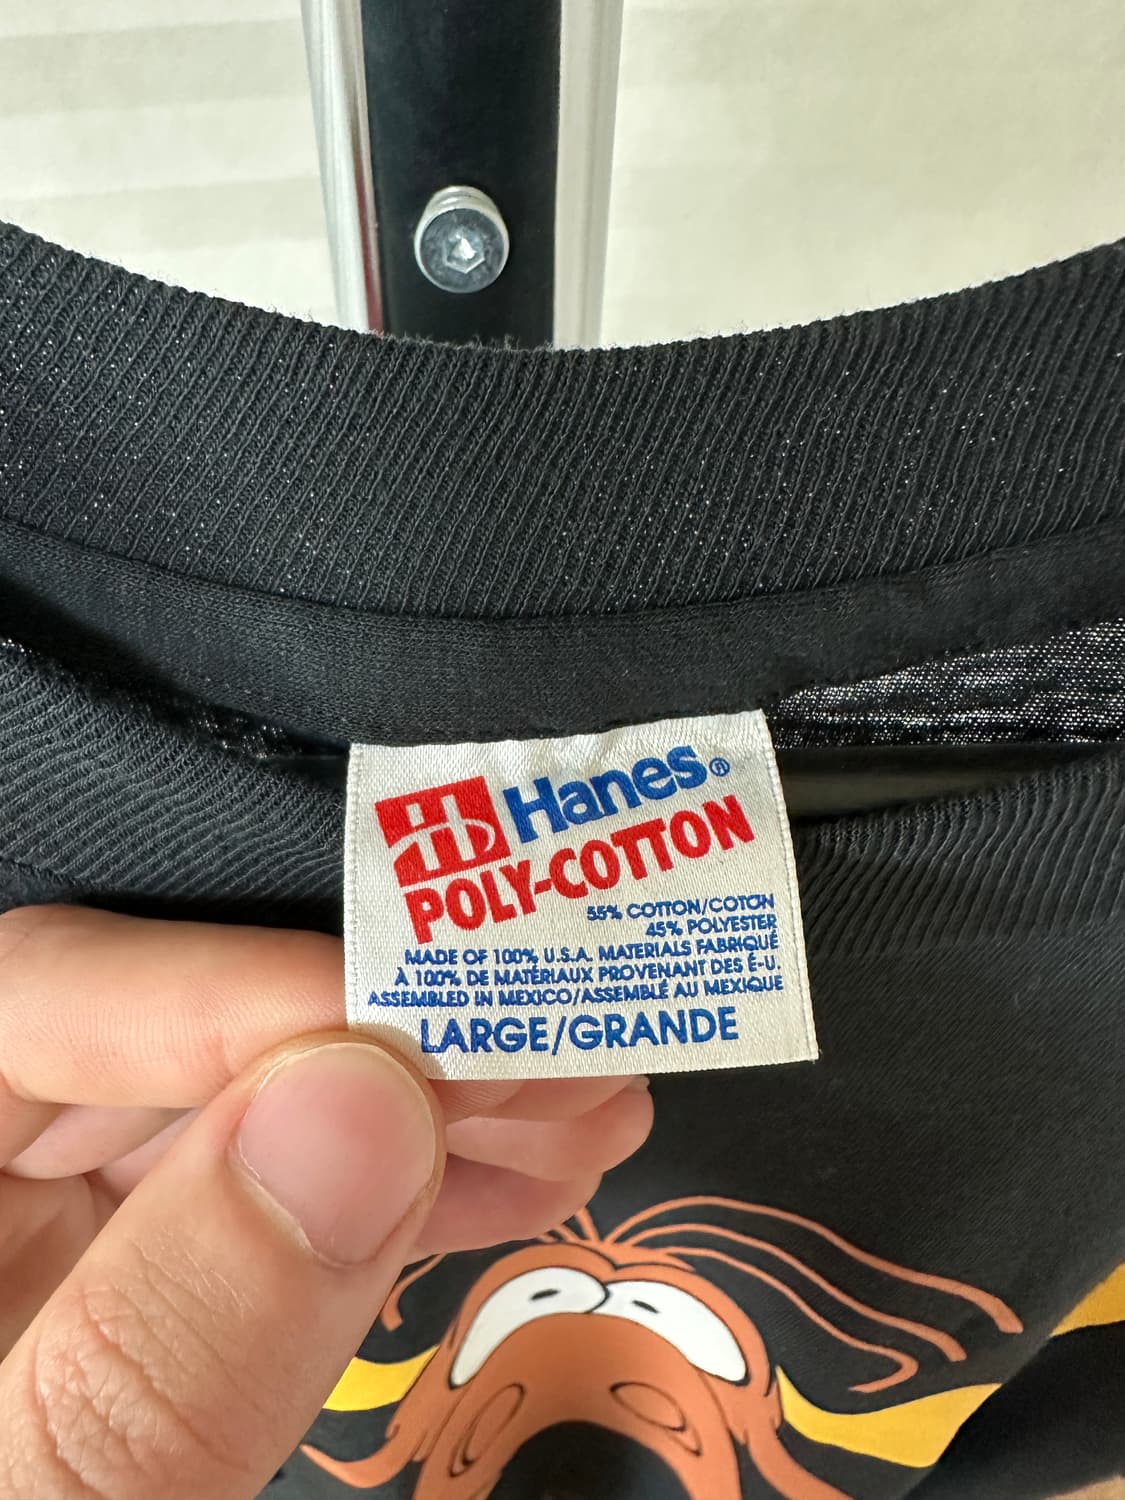 Hanes®
POLY-COTTON
55% COTTON/COTON
45% POLYESTER
MADE OF 100% U.S.A. MATERIALS FABRIQUÉ
À 100% DE MATÉRIAUX PROVENANT DES É-U.
ASSEMBLED IN MEXICO/ASSEMBLÉ AU MEXIQUE
LARGE/GRANDE